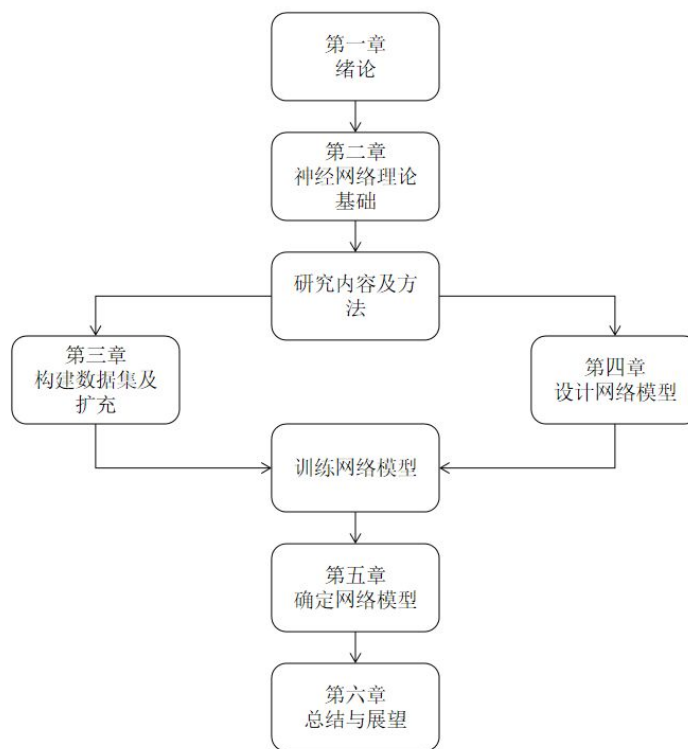 第一章
绪论
第二章
神经网络理论
基础
研究内容及方
法
第三章
构建数据集及
扩充
第四章
设计网络模型
训练网络模型
第五章
确定网络模型
第六章
总结与展望